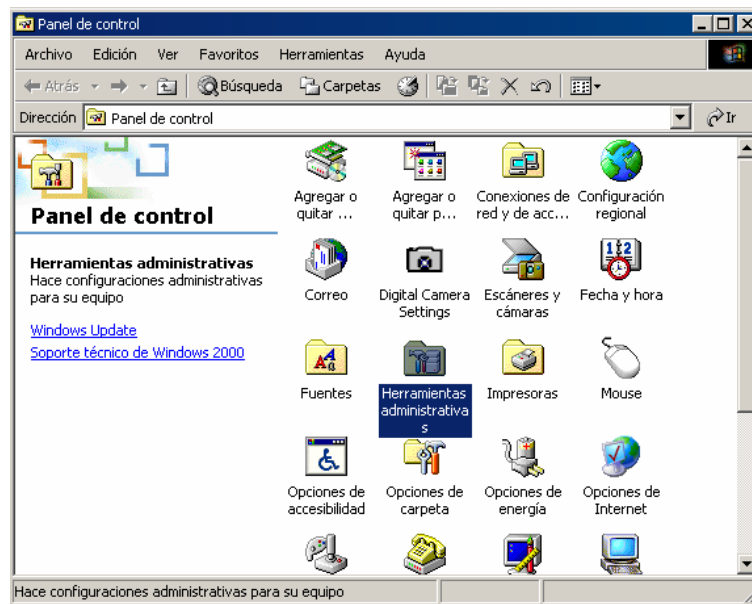 Panel de control
Archivo Edición Ver Favoritos Herramientas Ayuda
Atrás Búsqueda Carpetas
Dirección Panel de control Ir
Panel de control
Herramientas administrativas
Hace configuraciones administrativas
para su equipo
Windows Update
Soporte técnico de Windows 2000
Agregar o
quitar ...
Agregar o
quitar p...
Conexiones de
red y de acc...
Configuración
regional
Correo
Digital Camera
Settings
Escáneres y
cámaras
Fecha y hora
Fuentes
Herramientas
administrativa
s
Impresoras
Mouse
Opciones de
accesibilidad
Opciones de
carpeta
Opciones de
energía
Opciones de
Internet
Hace configuraciones administrativas para su equipo